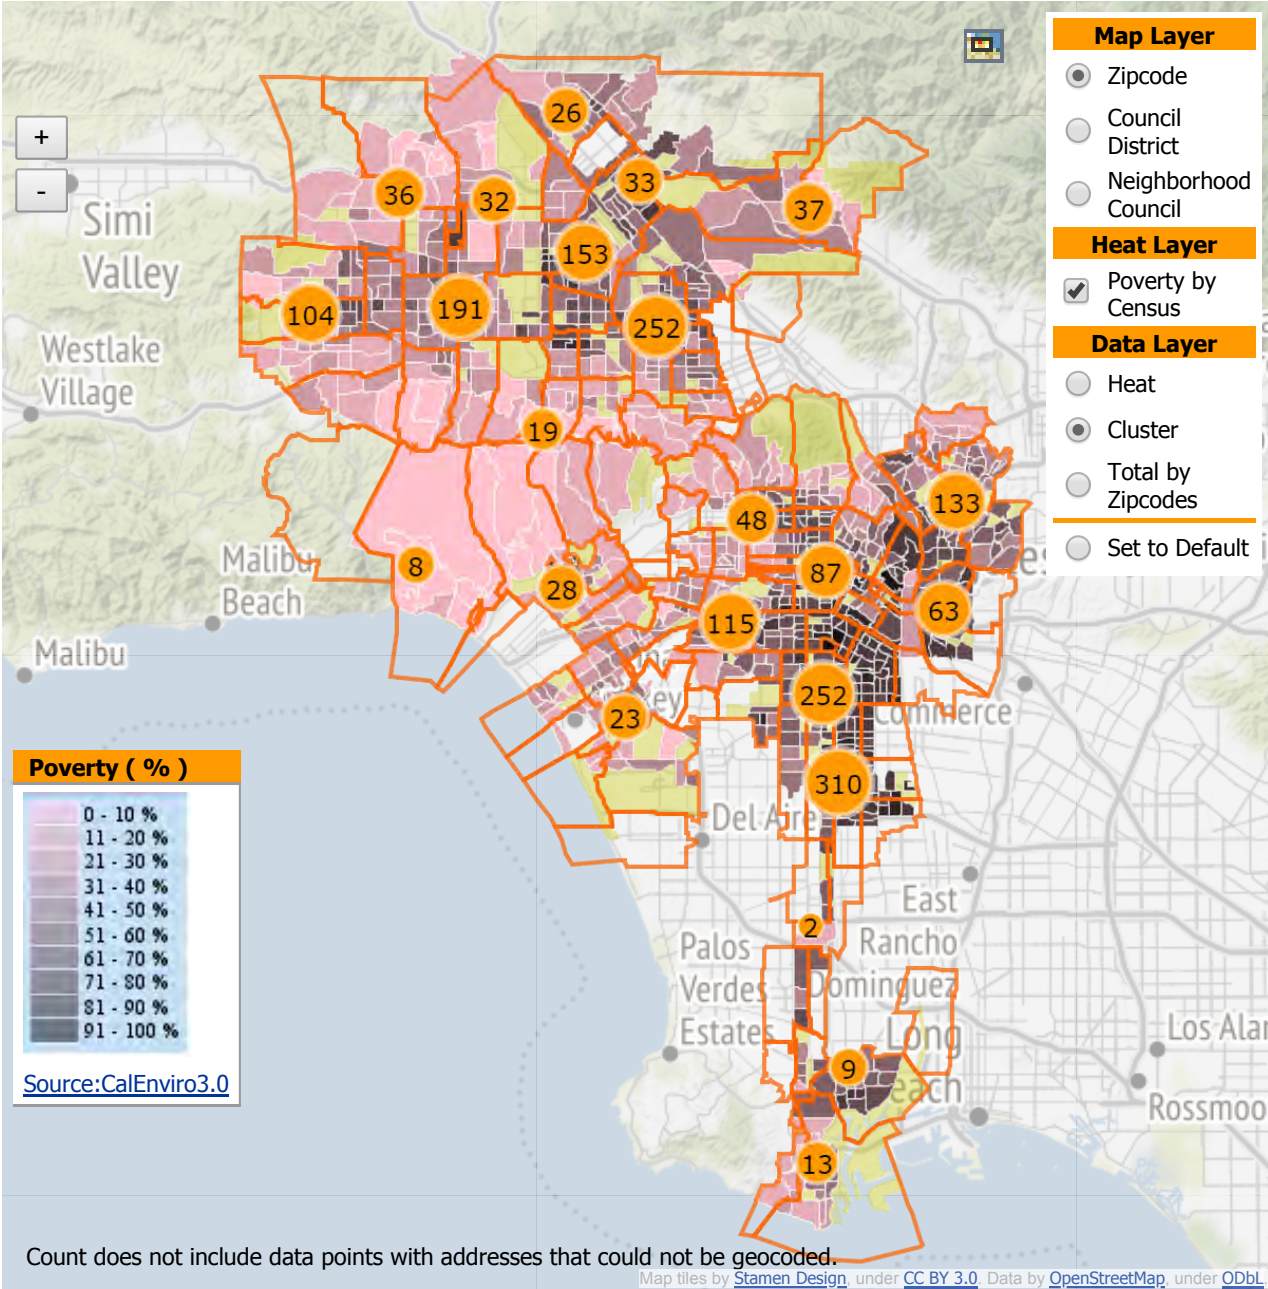 Map Layer
Zipcode
Council
District
Neighborhood
Council
Heat Layer
Poverty by
Census
Data Layer
Heat
Cluster
Total by
Zipcodes
Set to Default
+
-
26
36
32
33
37
153
104
191
252
19
133
48
8
28
87
115
63
252
23
310
2
9
13
Simi
Valley
Westlake
Village
Malibu
Beach
Malibu
Commerce
Del Aire
East
Rancho
Dominguez
Palos
Verdes
Estates
Long
Beach
Los Alar
Rossmoo
Poverty ( % )
0 - 10 %
11 - 20 %
21 - 30 %
31 - 40 %
41 - 50 %
51 - 60 %
61 - 70 %
71 - 80 %
81 - 90 %
91 - 100 %
Source:CalEnviro3.0
Count does not include data points with addresses that could not be geocoded.
Map tiles by Stamen Design, under CC BY 3.0. Data by OpenStreetMap, under ODbL.